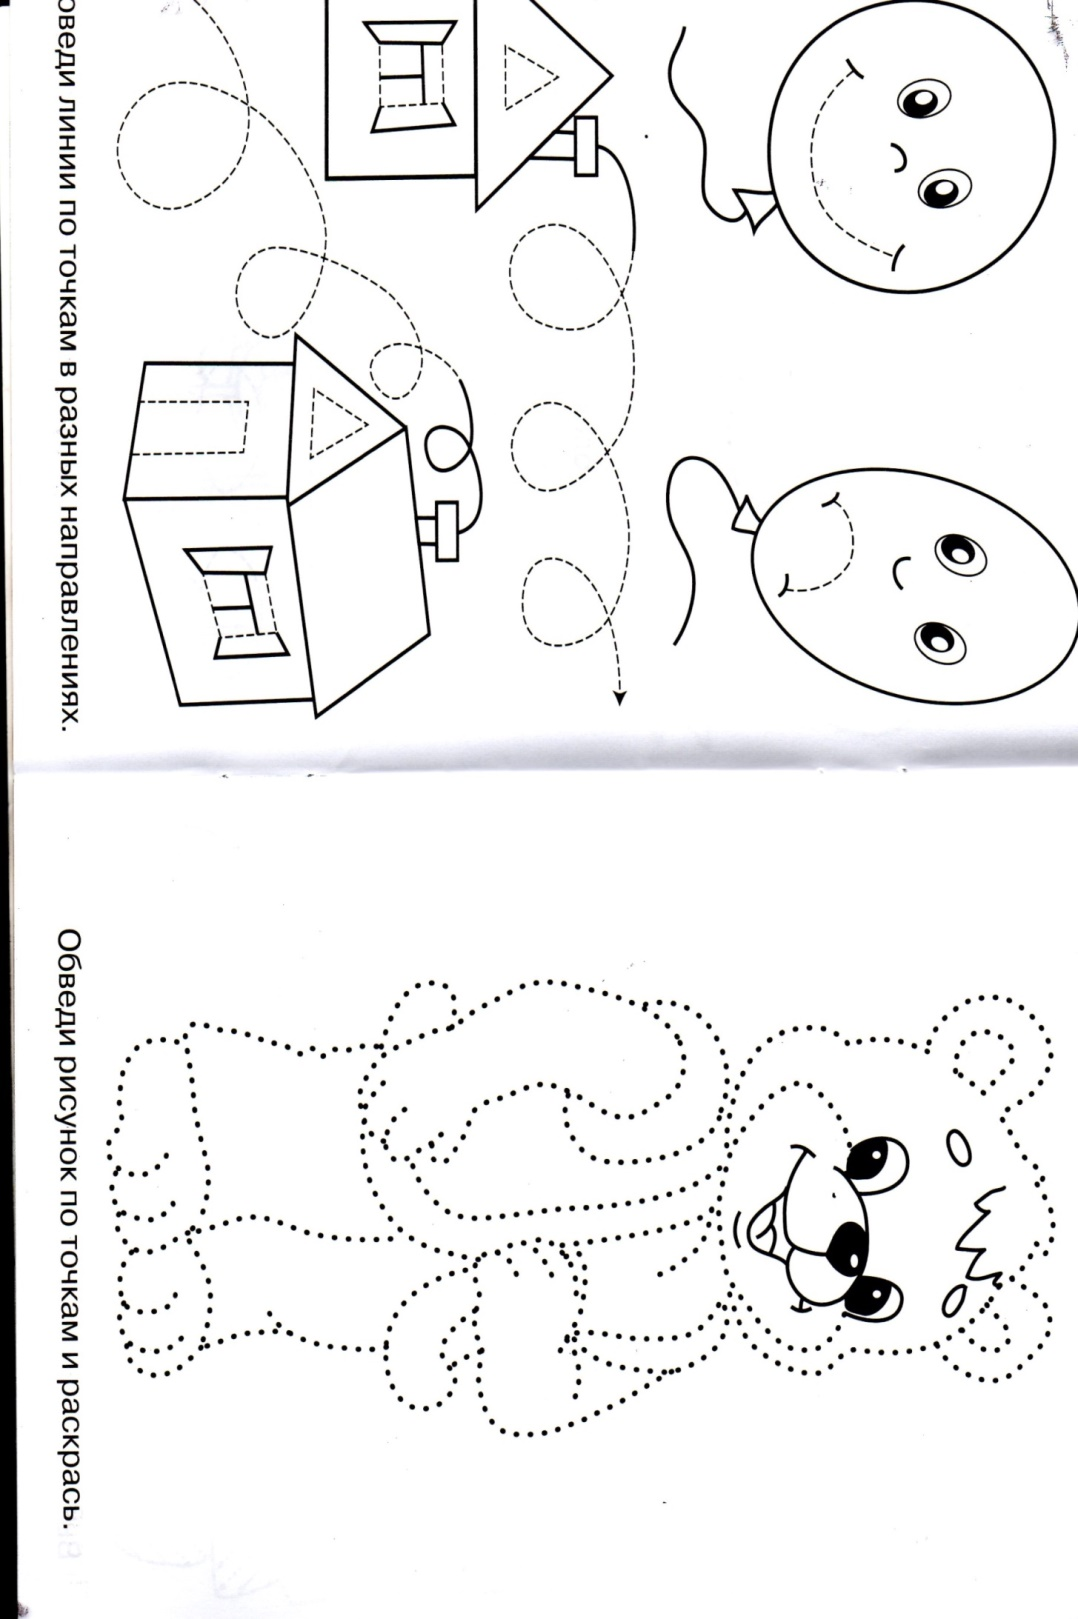 оведи линии по точкам в разных направлениях.
Обведи рисунок по точкам и раскрась.